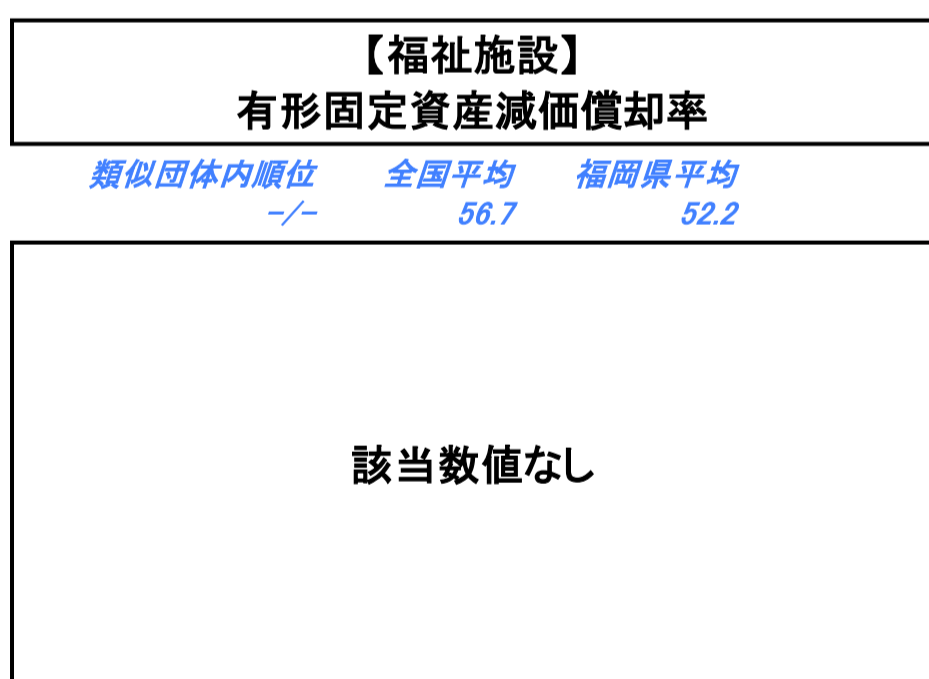 【福祉施設】
有形固定資産減価償却率
類似団体内順位 全国平均 福岡県平均
-/- 56.7 52.2
該当数値なし